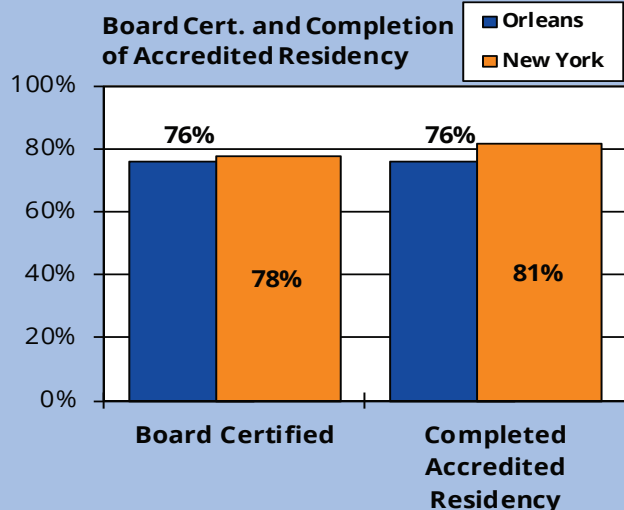 Board Cert. and Completion
of Accredited Residency
Orleans
New York
100%
80%
60%
40%
20%
0%
76%
78%
76%
81%
Board Certified
Completed
Accredited
Residency